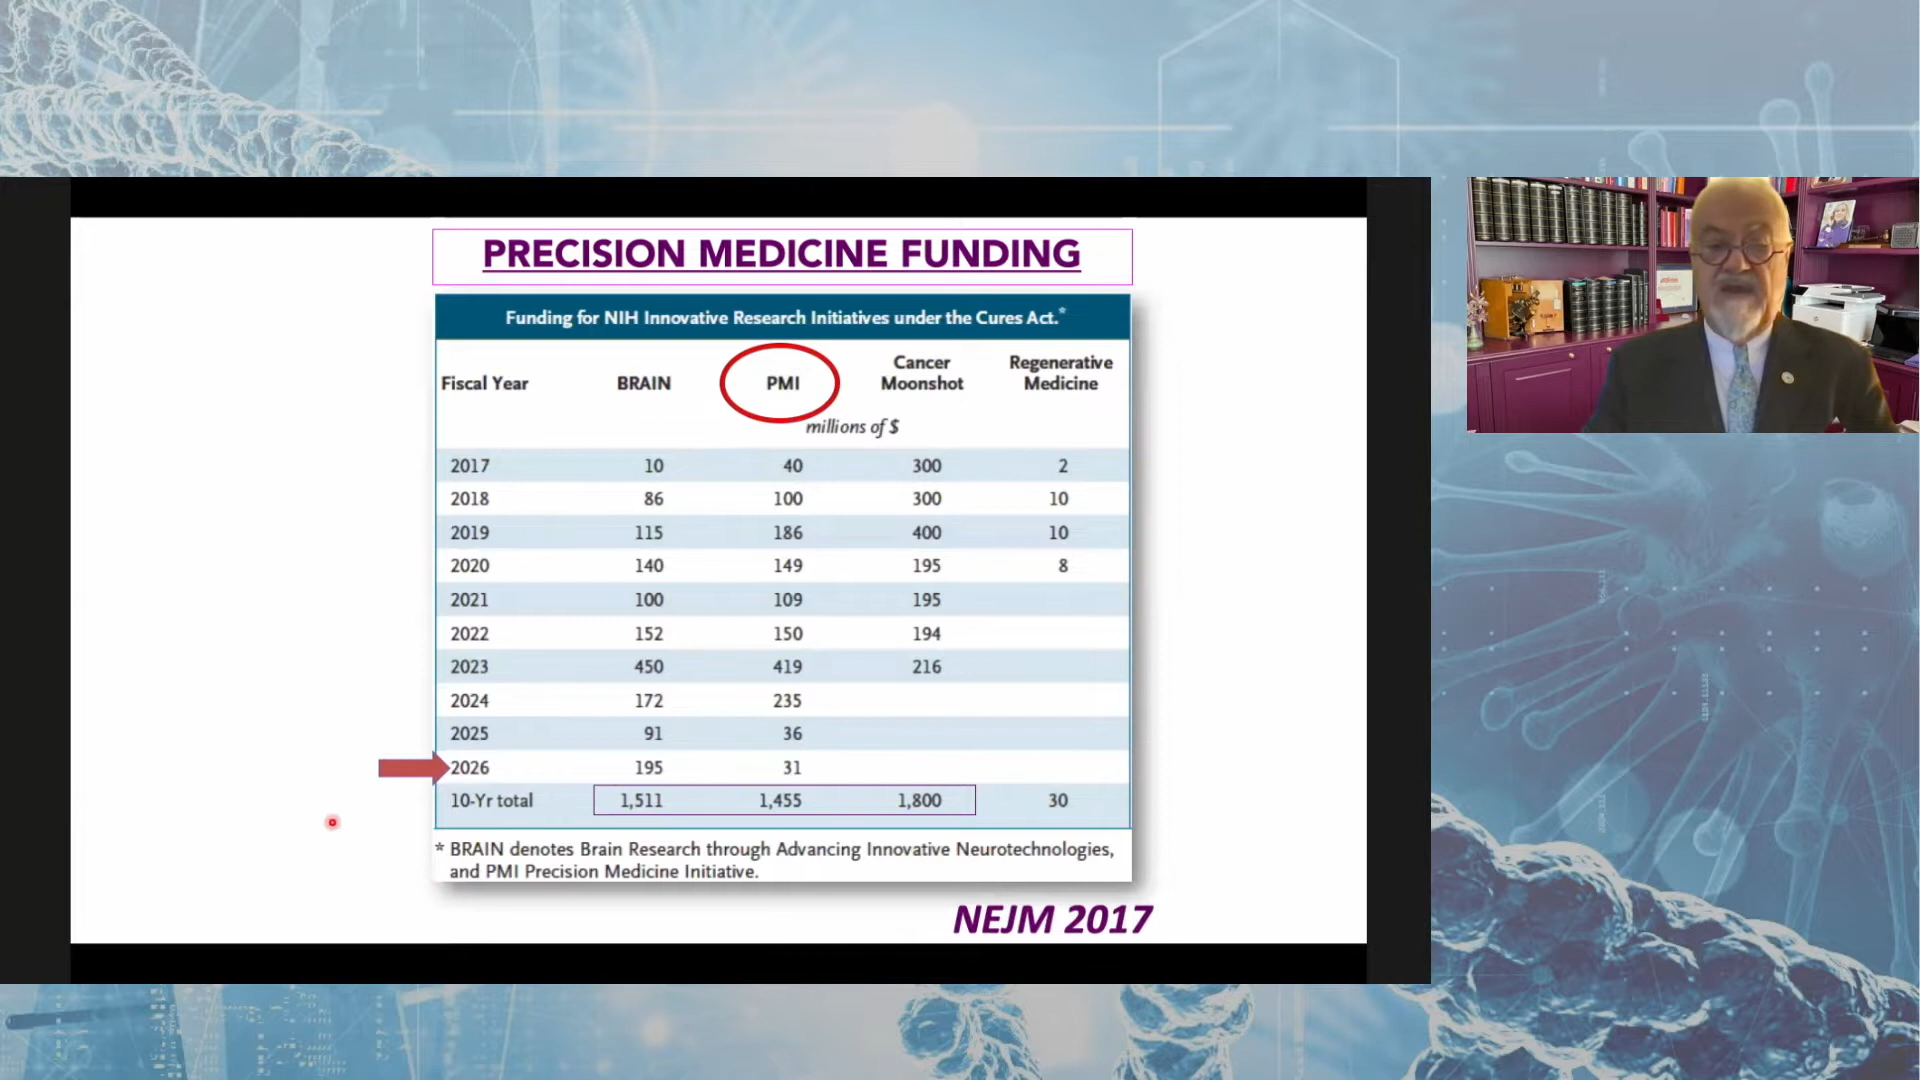 PRECISION MEDICINE FUNDING
Funding for NIH Innovative Research Initiatives under the Cures Act.*
Fiscal Year BRAIN PMI Cancer Moonshot Regenerative Medicine
millions of $
2017 10 40 300 2
2018 86 100 300 10
2019 115 186 400 10
2020 140 149 195 8
2021 100 109 195
2022 152 150 194
2023 450 419 216
2024 172 235
2025 91 36
2026 195 31
10-Yr total 1,511 1,455 1,800 30
* BRAIN denotes Brain Research through Advancing Innovative Neurotechnologies,
and PMI Precision Medicine Initiative.
NEJM 2017